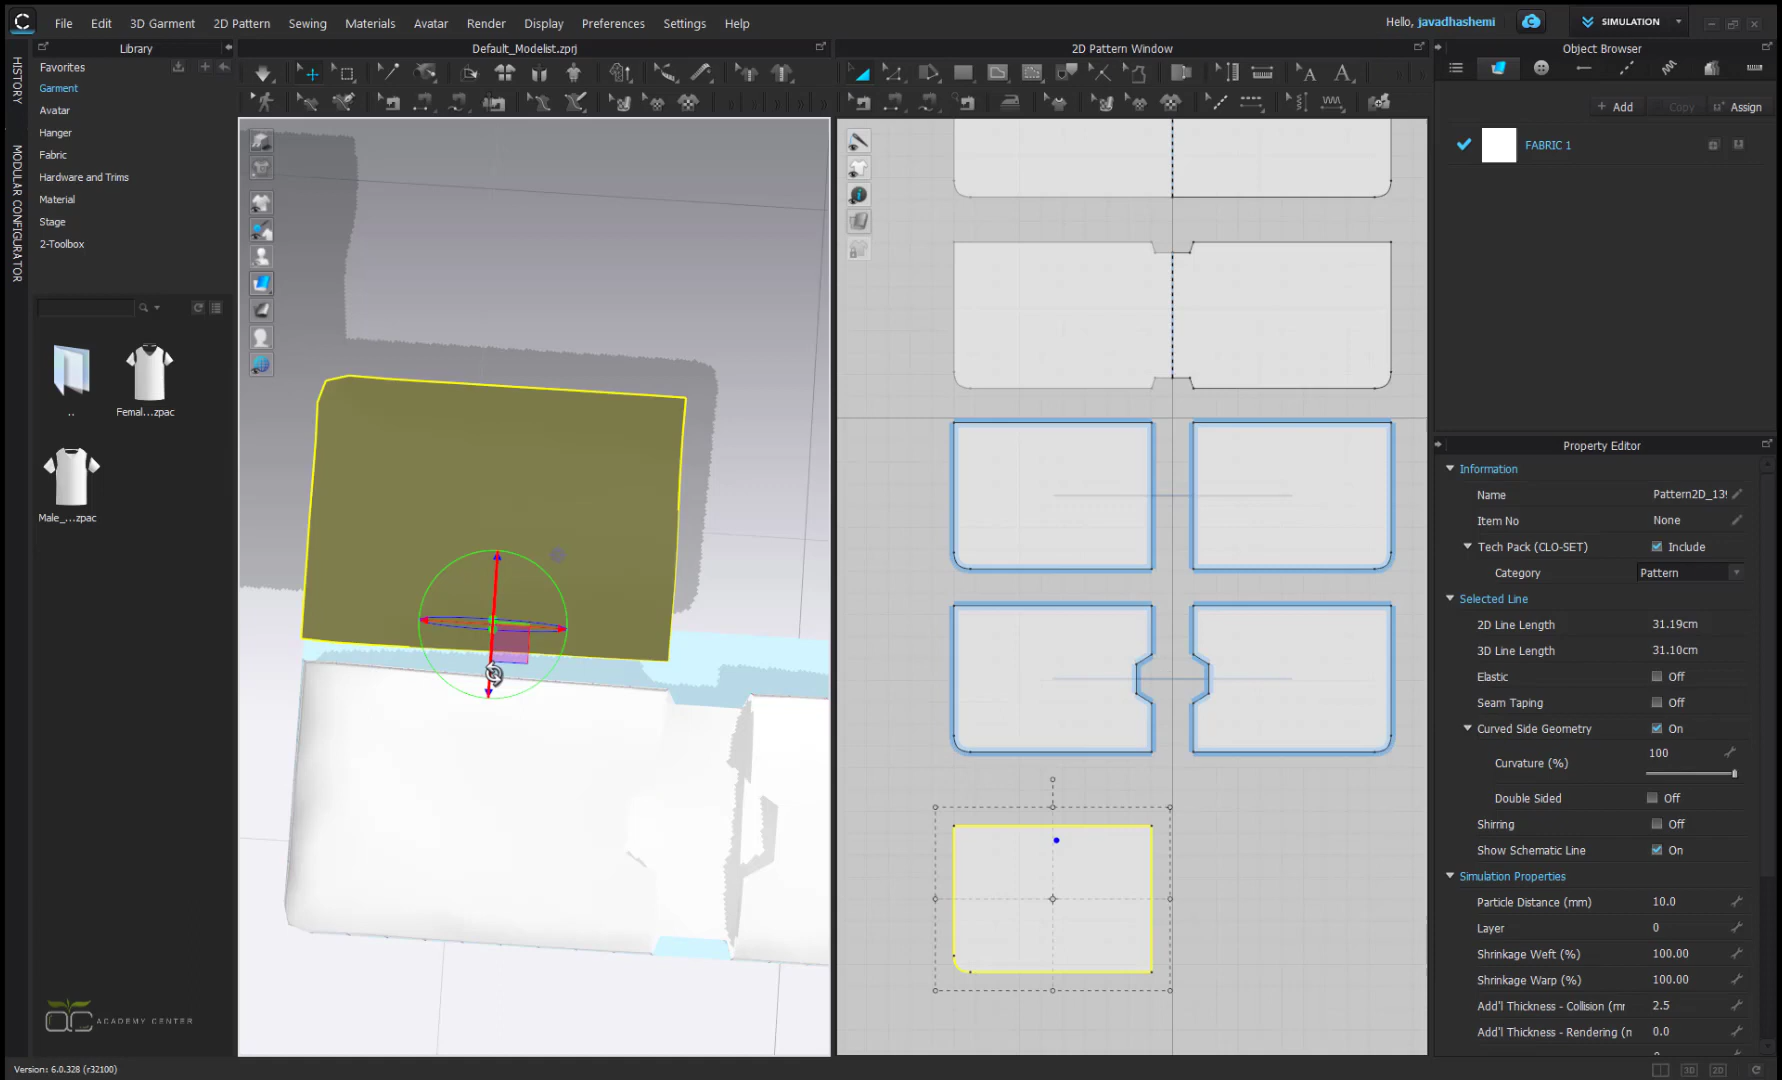 File Edit 3D Garment 2D Pattern Sewing Materials Avatar Render Display Preferences Settings Help
Hello, javadhashemi
SIMULATION
HISTORY
MODULAR CONFIGURATOR
Library
Favorites
Garment
Avatar
Hanger
Fabric
Hardware and Trims
Material
Stage
2-Toolbox
..
Femal...zpac
Male_...zpac
ACADEMY CENTER
Default_Modelist.zprj
2D Pattern Window
Object Browser
Add Copy Assign
FABRIC 1
Property Editor
Information
Name Pattern2D_139
Item No None
Tech Pack (CLO-SET) Include
Category Pattern
Selected Line
2D Line Length 31.19cm
3D Line Length 31.10cm
Elastic Off
Seam Taping Off
Curved Side Geometry On
Curvature (%) 100
Double Sided Off
Shirring Off
Show Schematic Line On
Simulation Properties
Particle Distance (mm) 10.0
Layer 0
Shrinkage Weft (%) 100.00
Shrinkage Warp (%) 100.00
Add'l Thickness - Collision (mr 2.5
Add'l Thickness - Rendering (n 0.0
Version: 6.0.328 (r32100)
3D 2D